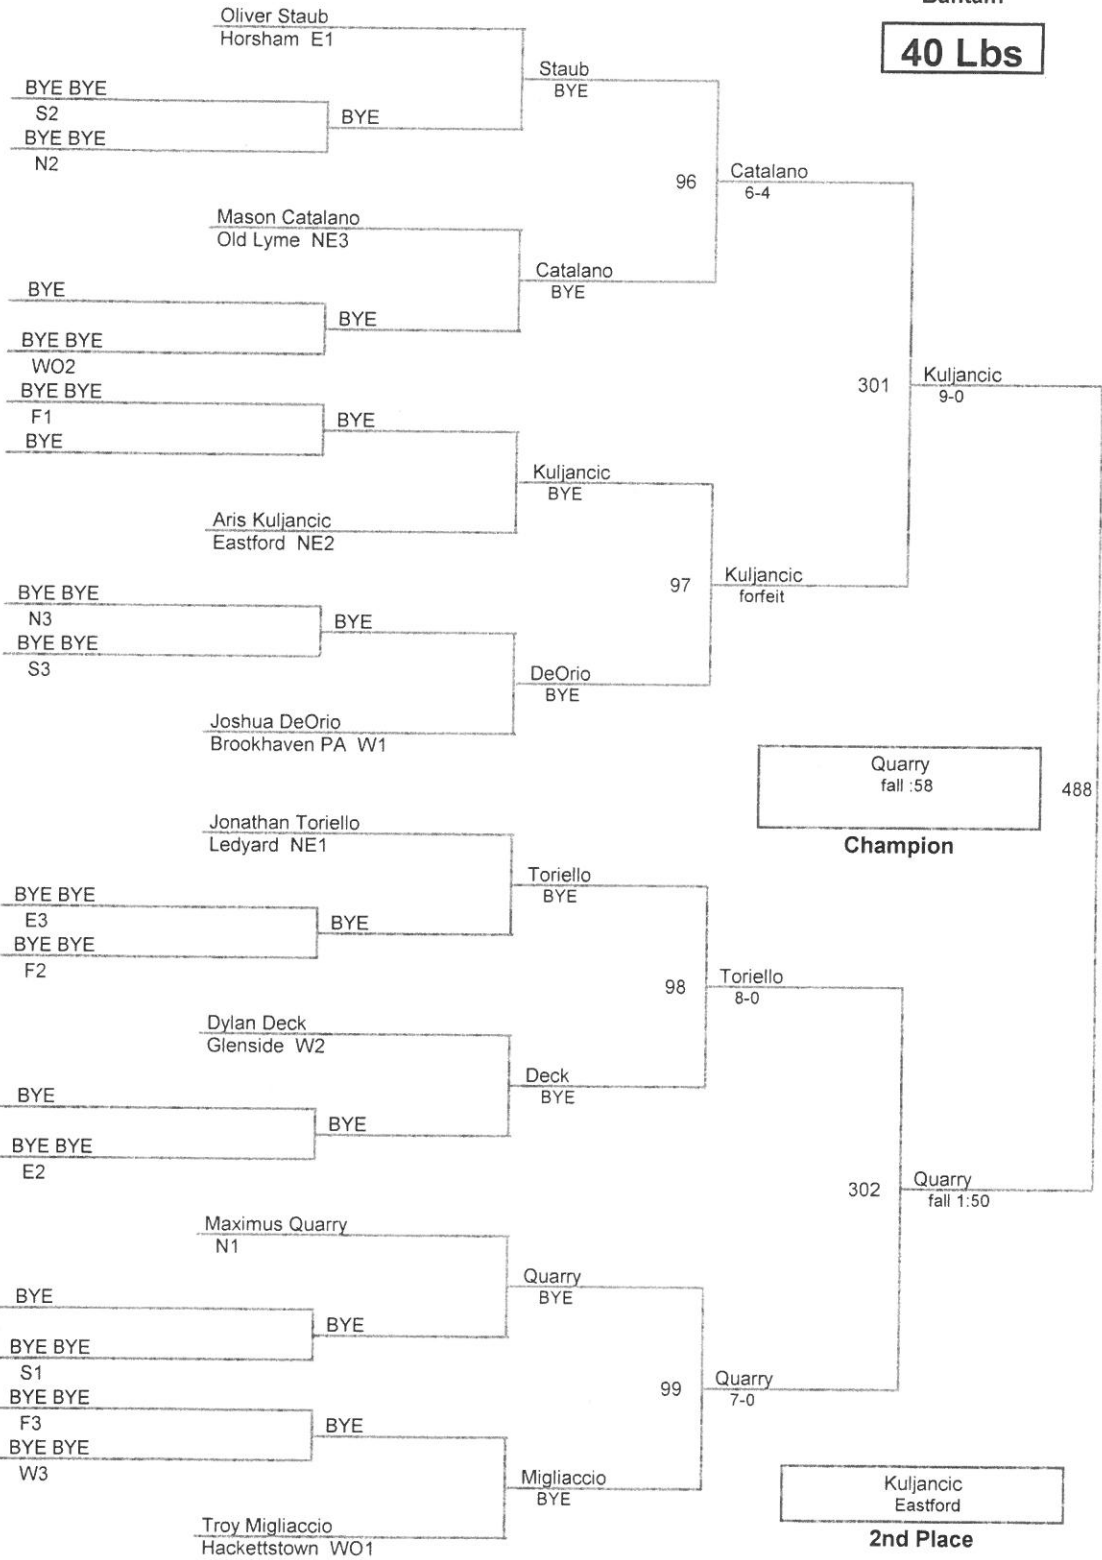 Bantam
40 Lbs
Oliver Staub
Horsham E1
Staub
BYE
BYE BYE
S2
BYE
BYE BYE
N2
96
Catalano
6-4
Mason Catalano
Old Lyme NE3
Catalano
BYE
BYE
BYE
BYE BYE
WO2
BYE BYE
F1
BYE
BYE
301
Kuljancic
9-0
Kuljancic
BYE
Aris Kuljancic
Eastford NE2
97
Kuljancic
forfeit
BYE BYE
N3
BYE
BYE BYE
S3
DeOrio
BYE
Joshua DeOrio
Brookhaven PA W1
Quarry
fall :58
488
Champion
Jonathan Toriello
Ledyard NE1
Toriello
BYE
BYE BYE
E3
BYE
BYE BYE
F2
98
Toriello
8-0
Dylan Deck
Glenside W2
Deck
BYE
BYE
BYE
BYE BYE
E2
302
Quarry
fall 1:50
Maximus Quarry
N1
Quarry
BYE
BYE
BYE
BYE BYE
S1
99
Quarry
7-0
BYE BYE
F3
BYE
BYE BYE
W3
Migliaccio
BYE
Troy Migliaccio
Hackettstown WO1
Kuljancic
Eastford
2nd Place